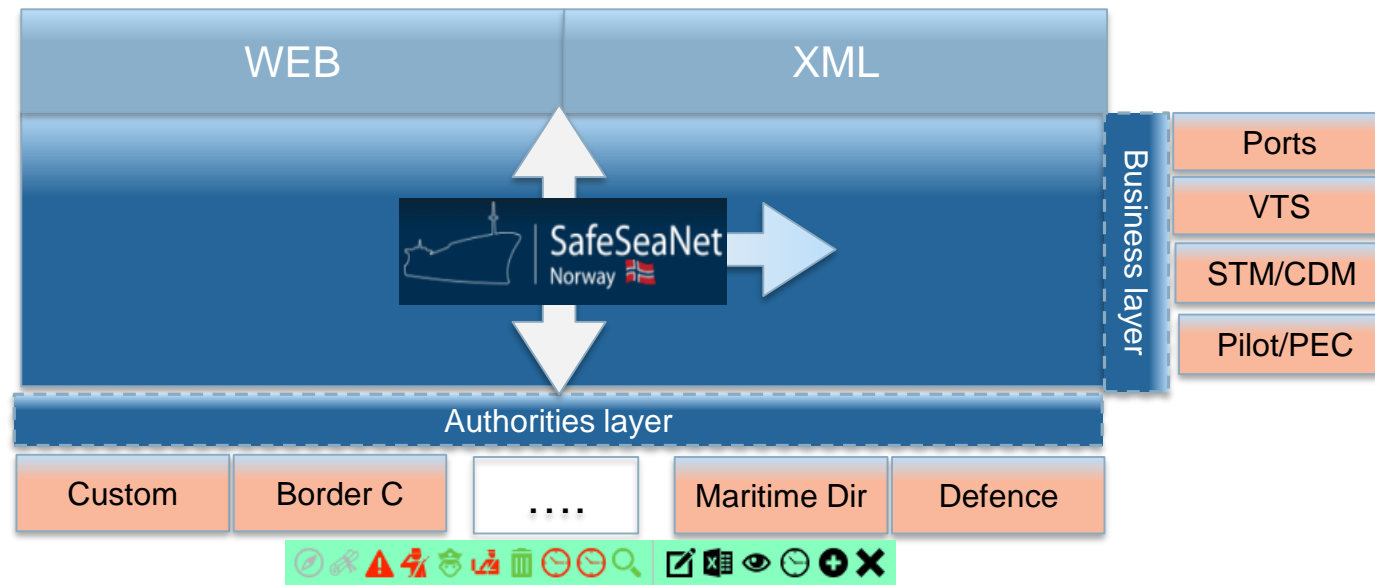 WEB
XML
SafeSeaNet
Norway
Business layer
Ports
VTS
STM/CDM
Pilot/PEC
Authorities layer
Custom
Border C
....
Maritime Dir
Defence